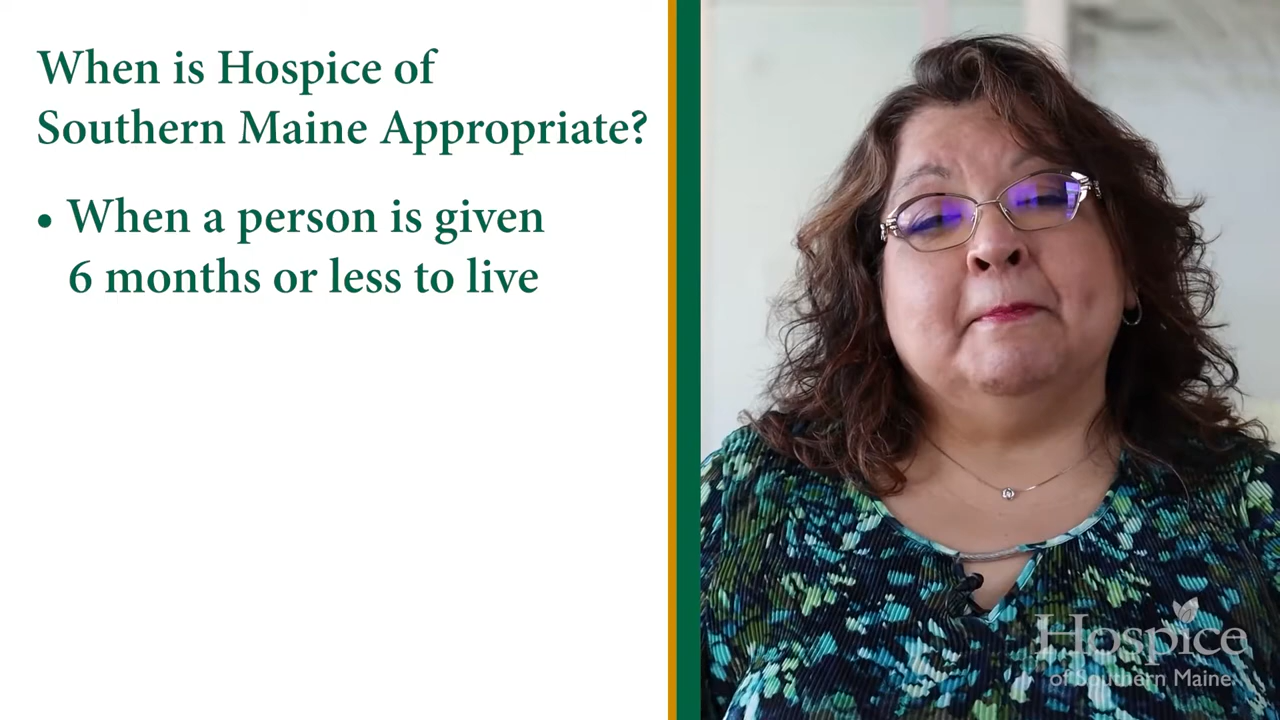 When is Hospice of
Southern Maine Appropriate?
• When a person is given
6 months or less to live
Hospice
of Southern Maine